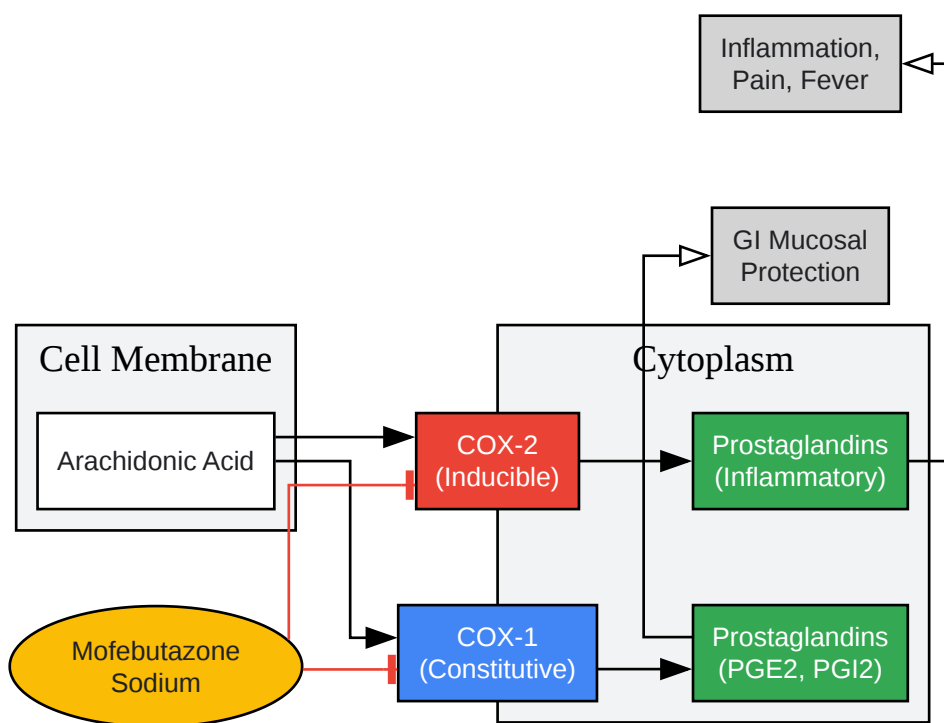 Inflammation,
Pain, Fever
GI Mucosal
Protection
Cell Membrane
Cytoplasm
Arachidonic Acid
COX-2
(Inducible)
Prostaglandins
(Inflammatory)
Mofebutazone
Sodium
COX-1
(Constitutive)
Prostaglandins
(PGE2, PGI2)